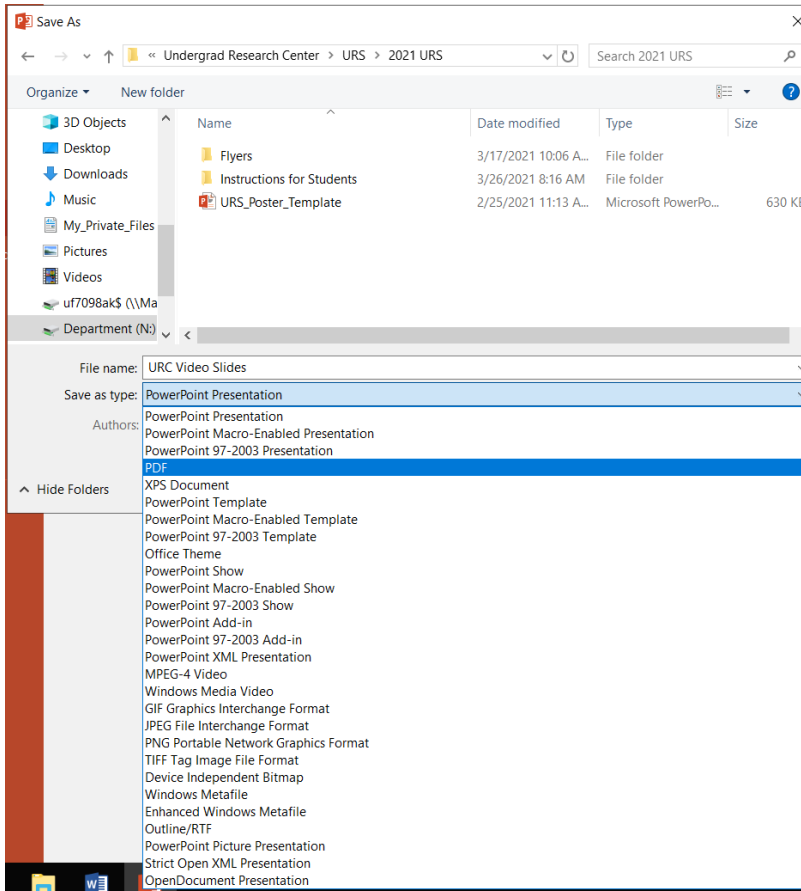 Save As
« Undergrad Research Center > URS > 2021 URS
Search 2021 URS
Organize
New folder
Name
Date modified
Type
Size
3D Objects
Desktop
Downloads
Music
My_Private_Files
Pictures
Videos
uf7098ak$ (\\Ma
Department (N:)
Flyers
3/17/2021 10:06 A...
File folder
Instructions for Students
3/26/2021 8:16 AM
File folder
URS_Poster_Template
2/25/2021 11:13 A...
Microsoft PowerPo...
630 KB
File name: URC Video Slides
Save as type: PowerPoint Presentation
Authors:
Hide Folders
PowerPoint Presentation
PowerPoint Macro-Enabled Presentation
PowerPoint 97-2003 Presentation
PDF
XPS Document
PowerPoint Template
PowerPoint Macro-Enabled Template
PowerPoint 97-2003 Template
Office Theme
PowerPoint Show
PowerPoint Macro-Enabled Show
PowerPoint 97-2003 Show
PowerPoint Add-in
PowerPoint 97-2003 Add-in
PowerPoint XML Presentation
MPEG-4 Video
Windows Media Video
GIF Graphics Interchange Format
JPEG File Interchange Format
PNG Portable Network Graphics Format
TIFF Tag Image File Format
Device Independent Bitmap
Windows Metafile
Enhanced Windows Metafile
Outline/RTF
PowerPoint Picture Presentation
Strict Open XML Presentation
OpenDocument Presentation